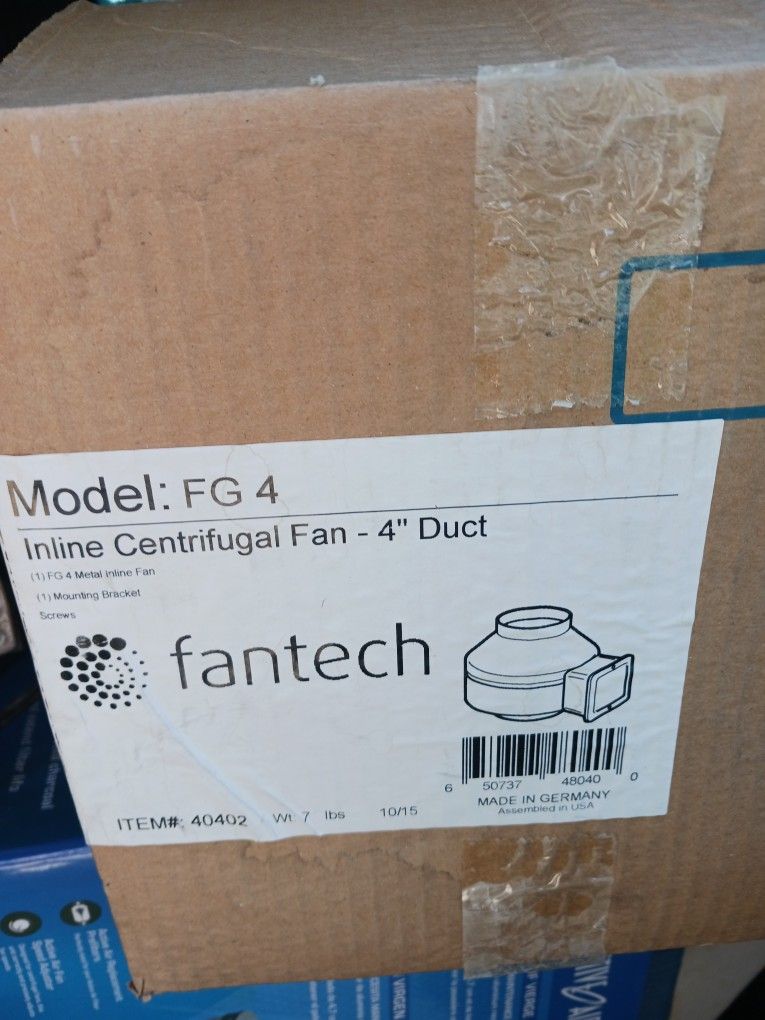 Model: FG 4
Inline Centrifugal Fan - 4" Duct
(1) FG 4 Metal Inline Fan
(1) Mounting Bracket
Screws
fantech
6 50737 48040 0
MADE IN GERMANY
Assembled in USA
ITEM#: 40402 Wt: 7 lbs 10/15